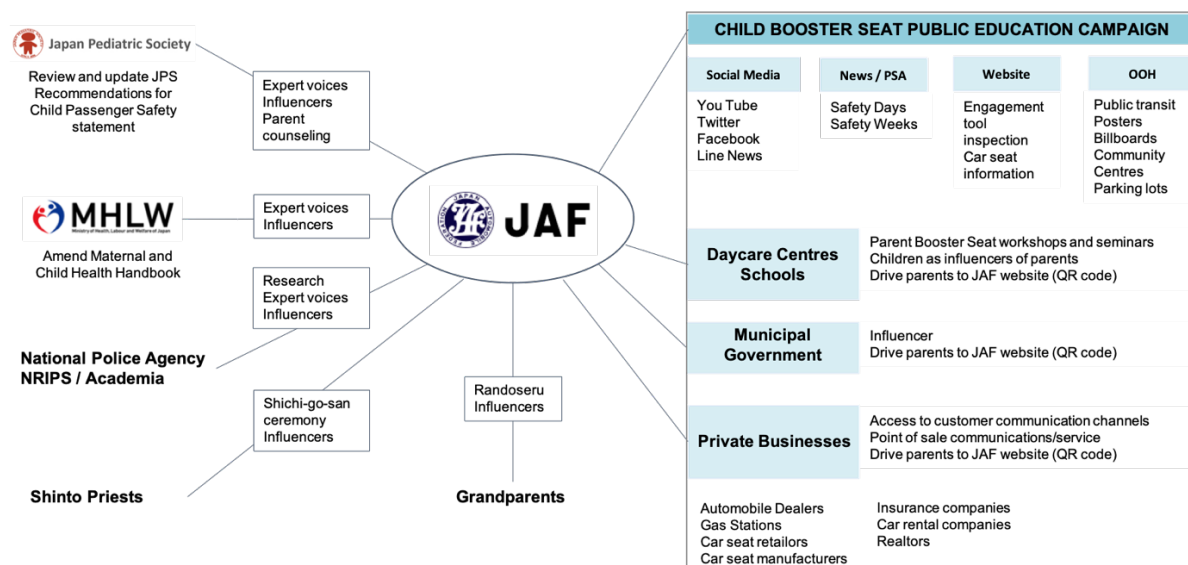 Japan Pediatric Society
Review and update JPS
Recommendations for
Child Passenger Safety
statement
Expert voices
Influencers
Parent
counseling
MHLW
Ministry of Health, Labour and Welfare of Japan
Amend Maternal and
Child Health Handbook
Expert voices
Influencers
Research
Expert voices
Influencers
National Police Agency
NRIPS / Academia
Shichi-go-san
ceremony
Influencers
Shinto Priests
JAPAN AUTOMOBILE FEDERATION
JAF
Randoseru
Influencers
Grandparents
CHILD BOOSTER SEAT PUBLIC EDUCATION CAMPAIGN
Social Media
You Tube
Twitter
Facebook
Line News
News / PSA
Safety Days
Safety Weeks
Website
Engagement
tool
inspection
Car seat
information
OOH
Public transit
Posters
Billboards
Community
Centres
Parking lots
Daycare Centres
Schools
Parent Booster Seat workshops and seminars
Children as influencers of parents
Drive parents to JAF website (QR code)
Municipal
Government
Influencer
Drive parents to JAF website (QR code)
Private Businesses
Access to customer communication channels
Point of sale communications/service
Drive parents to JAF website (QR code)
Automobile Dealers
Gas Stations
Car seat retailors
Car seat manufacturers
Insurance companies
Car rental companies
Realtors